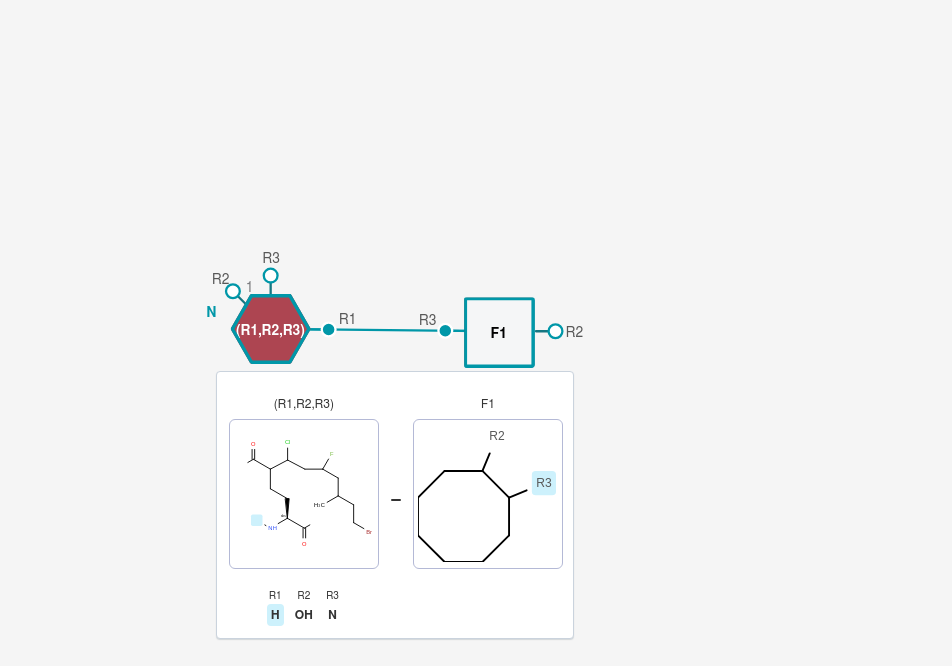 R3
R2 1
N (R1,R2,R3) R1 R3 F1 R2
(R1,R2,R3) F1
O Cl F H₃C NH O Br
R2
R3
–
R1 R2 R3
H OH N